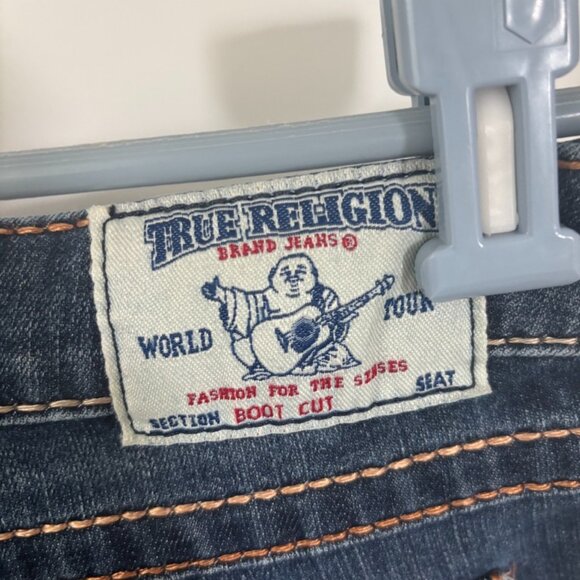 TRUE RELIGION
BRAND JEANS®
WORLD TOUR
FASHION FOR THE SENSES
SECTION BOOT CUT SEAT